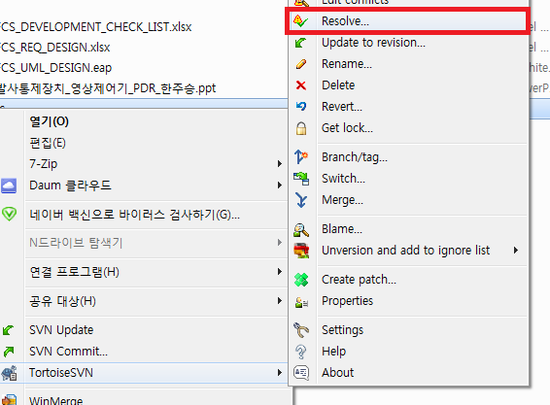 FCS_DEVELOPMENT_CHECK_LIST.xlsx
FCS_REQ_DESIGN.xlsx
FCS_UML_DESIGN.eap
발사통제장치_영상제어기_PDR_한주승.ppt
열기(O)
편집(E)
7-Zip
Daum 클라우드
네이버 백신으로 바이러스 검사하기(G)...
N드라이브 탐색기
연결 프로그램(H)
공유 대상(H)
SVN Update
SVN Commit...
TortoiseSVN
WinMerge
Edit conflicts
Resolve...
Update to revision...
Rename...
Delete
Revert...
Get lock...
Branch/tag...
Switch...
Merge...
Blame...
Unversion and add to ignore list
Create patch...
Properties
Settings
Help
About